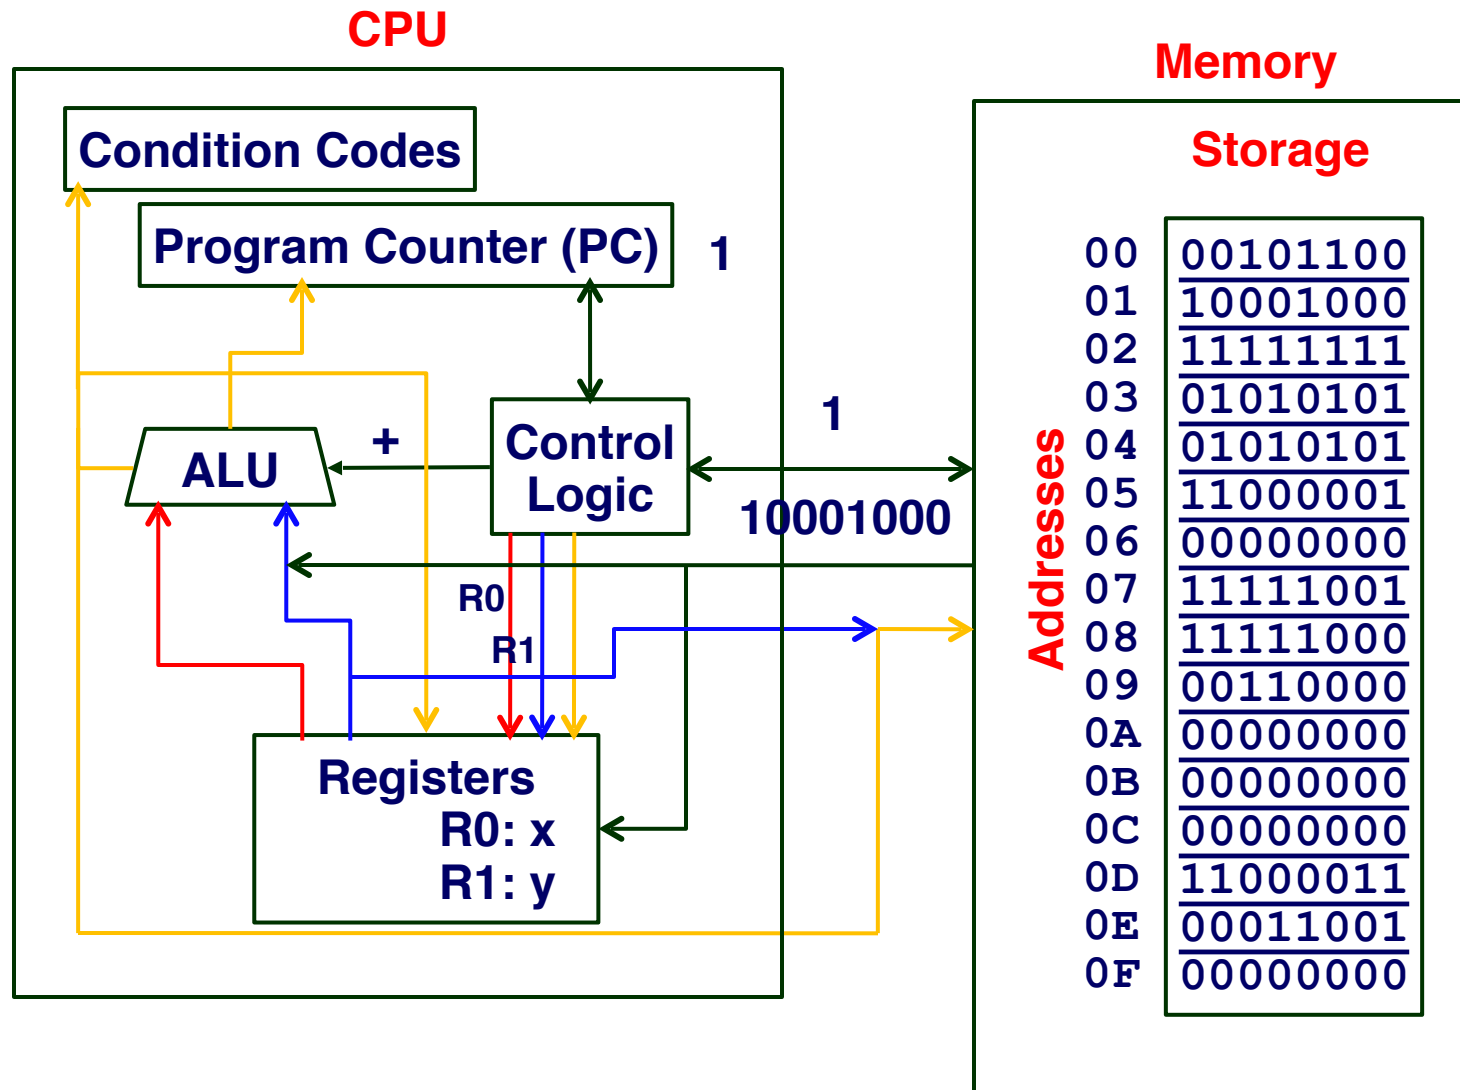 CPU
Memory
Condition Codes
Storage
Program Counter (PC) 1
00 00101100
01 10001000
02 11111111
03 01010101
04 01010101
05 11000001
06 00000000
07 11111001
08 11111000
09 00110000
0A 00000000
0B 00000000
0C 00000000
0D 11000011
0E 00011001
0F 00000000
Addresses
1
+
Control
Logic
ALU
10001000
R0
R1
Registers
R0: x
R1: y